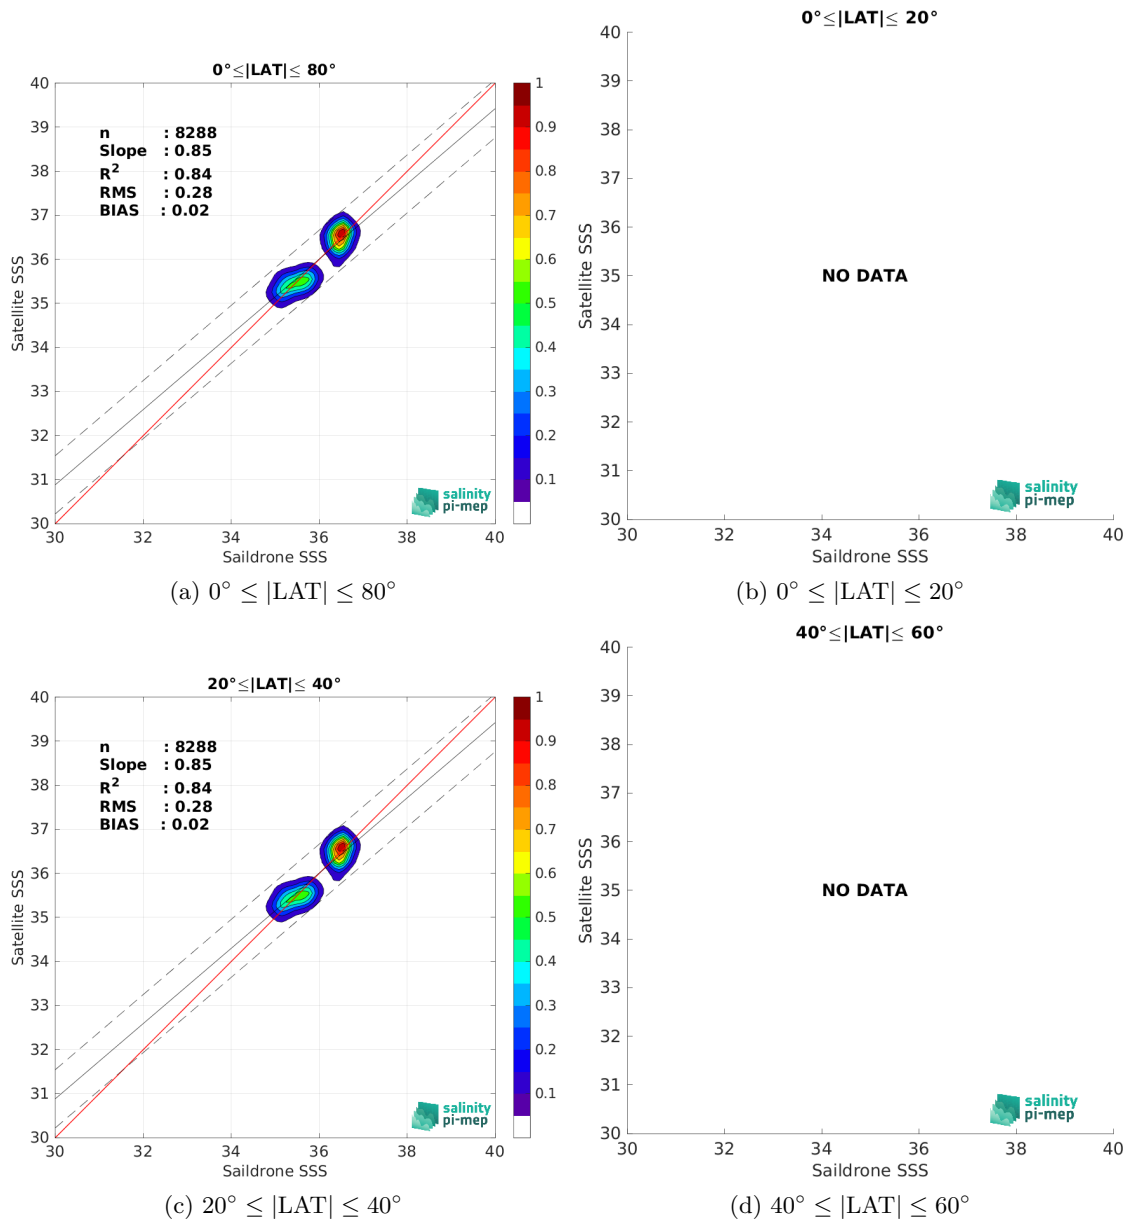 0°≤|LAT|≤ 80°
40
39
38
37
36
35
34
33
32
31
30
Satellite SSS
n : 8288
Slope : 0.85
R² : 0.84
RMS : 0.28
BIAS : 0.02
salinity
pi-mep
30 32 34 36 38 40
Saildrone SSS
1
0.9
0.8
0.7
0.6
0.5
0.4
0.3
0.2
0.1
(a) 0° ≤ |LAT| ≤ 80°
0°≤|LAT|≤ 20°
40
39
38
37
36
35
34
33
32
31
30
Satellite SSS
NO DATA
salinity
pi-mep
30 32 34 36 38 40
Saildrone SSS
(b) 0° ≤ |LAT| ≤ 20°
20°≤|LAT|≤ 40°
40
39
38
37
36
35
34
33
32
31
30
Satellite SSS
n : 8288
Slope : 0.85
R² : 0.84
RMS : 0.28
BIAS : 0.02
salinity
pi-mep
30 32 34 36 38 40
Saildrone SSS
1
0.9
0.8
0.7
0.6
0.5
0.4
0.3
0.2
0.1
(c) 20° ≤ |LAT| ≤ 40°
40°≤|LAT|≤ 60°
40
39
38
37
36
35
34
33
32
31
30
Satellite SSS
NO DATA
salinity
pi-mep
30 32 34 36 38 40
Saildrone SSS
(d) 40° ≤ |LAT| ≤ 60°